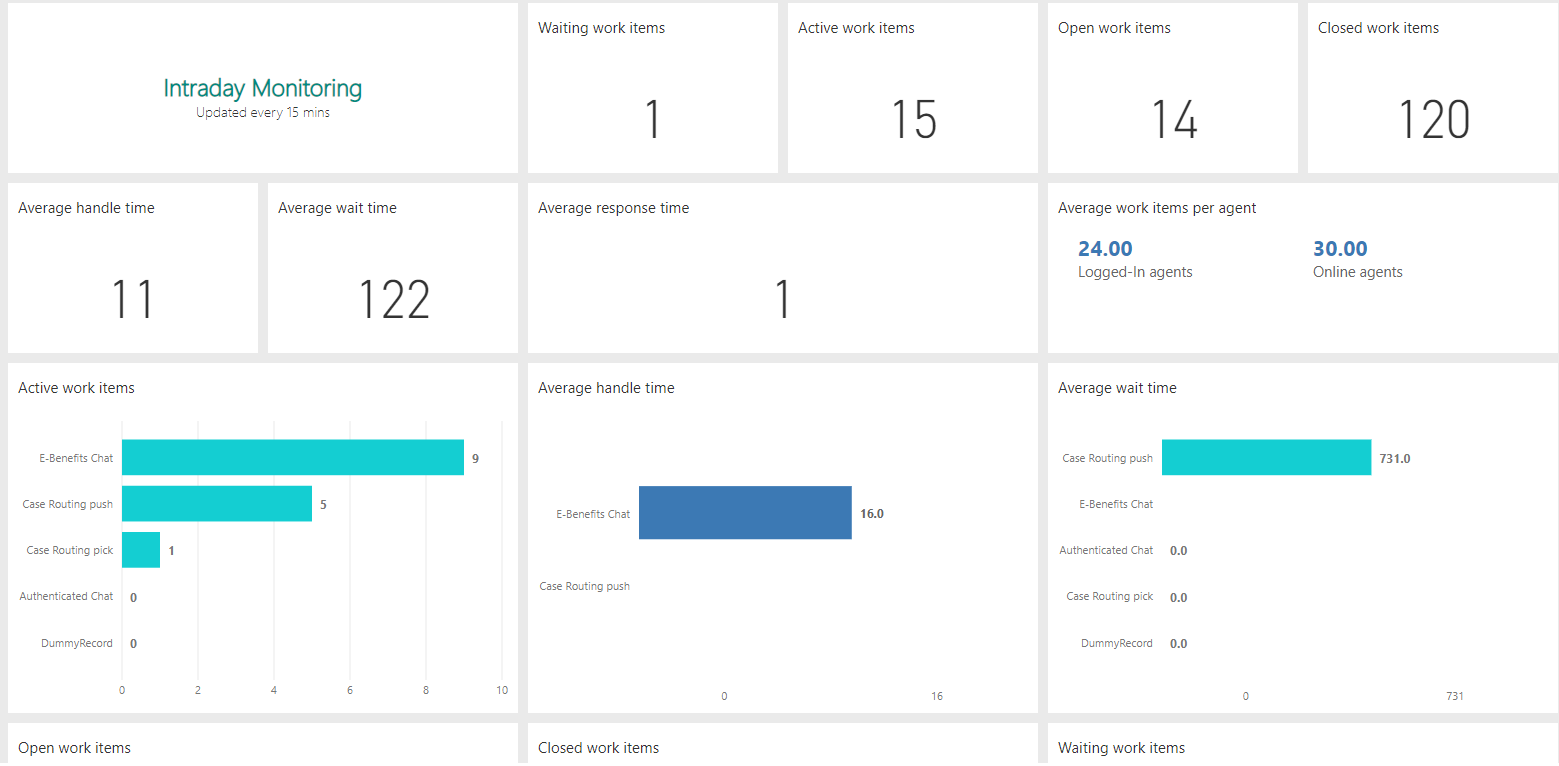 Intraday Monitoring
Updated every 15 mins
Waiting work items
1
Active work items
15
Open work items
14
Closed work items
120
Average handle time
11
Average wait time
122
Average response time
1
Average work items per agent
24.00
Logged-In agents
30.00
Online agents
Active work items
E-Benefits Chat 9
Case Routing push 5
Case Routing pick 1
Authenticated Chat 0
DummyRecord 0
0 2 4 6 8 10
Average handle time
E-Benefits Chat 16.0
Case Routing push
0 16
Average wait time
Case Routing push 731.0
E-Benefits Chat
Authenticated Chat 0.0
Case Routing pick 0.0
DummyRecord 0.0
0 731
Open work items
Closed work items
Waiting work items